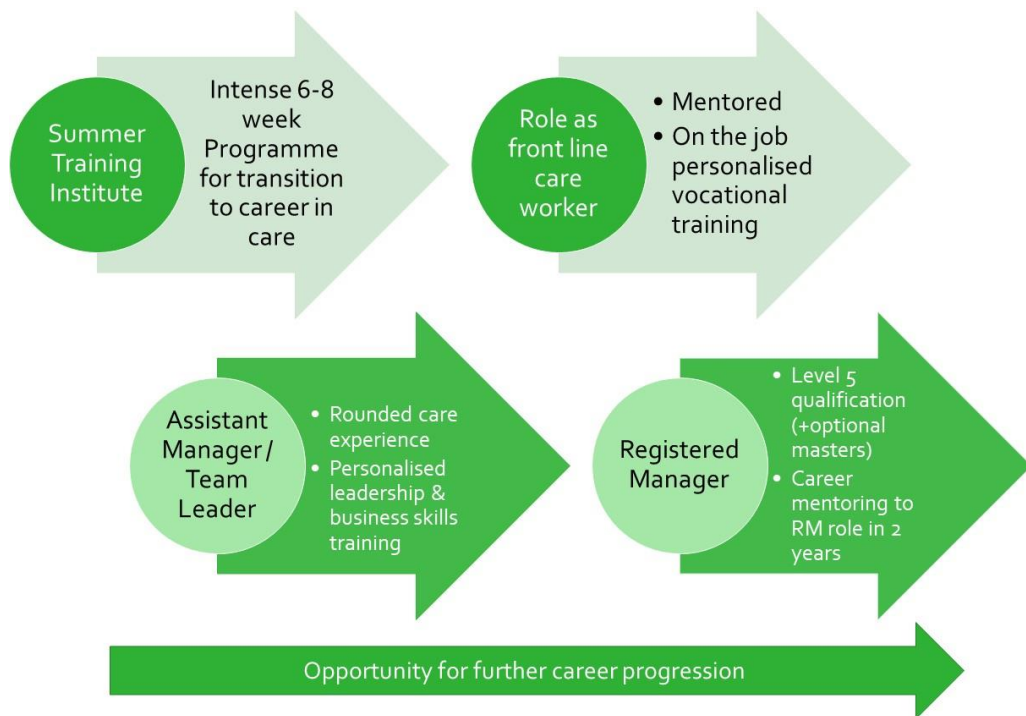 Summer
Training
Institute
Intense 6-8
week
Programme
for transition
to career in
care
Role as
front line
care
worker
• Mentored
• On the job
personalised
vocational
training
Assistant
Manager/
Team
Leader
• Rounded care
experience
• Personalised
leadership &
business skills
training
Registered
Manager
• Level 5
qualification
(+optional
masters)
• Career
mentoring to
RM role in 2
years
Opportunity for further career progression